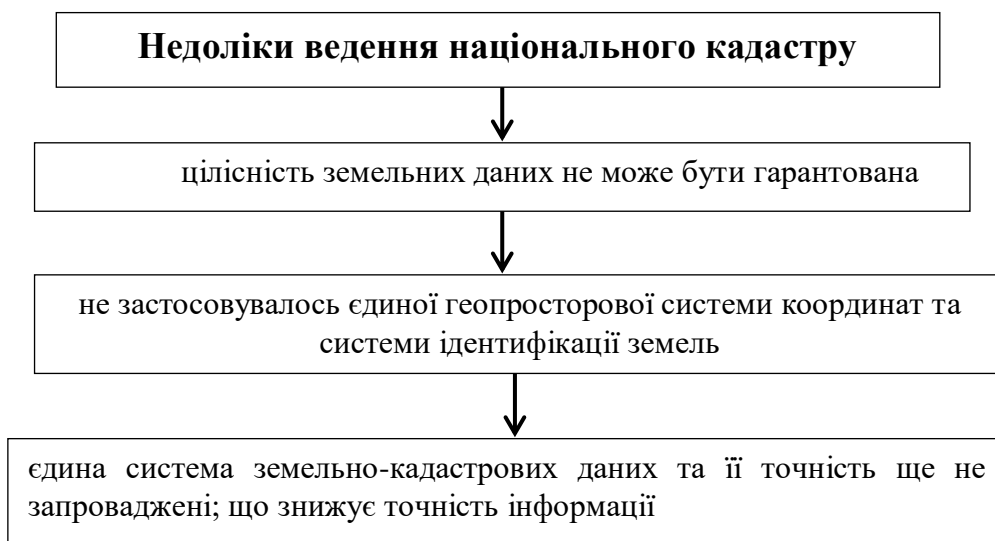 Недоліки ведення національного кадастру
цілісність земельних даних не може бути гарантована
не застосовувалось єдиної геопросторової системи координат та
системи ідентифікації земель
єдина система земельно-кадастрових даних та її точність ще не
запроваджені; що знижує точність інформації